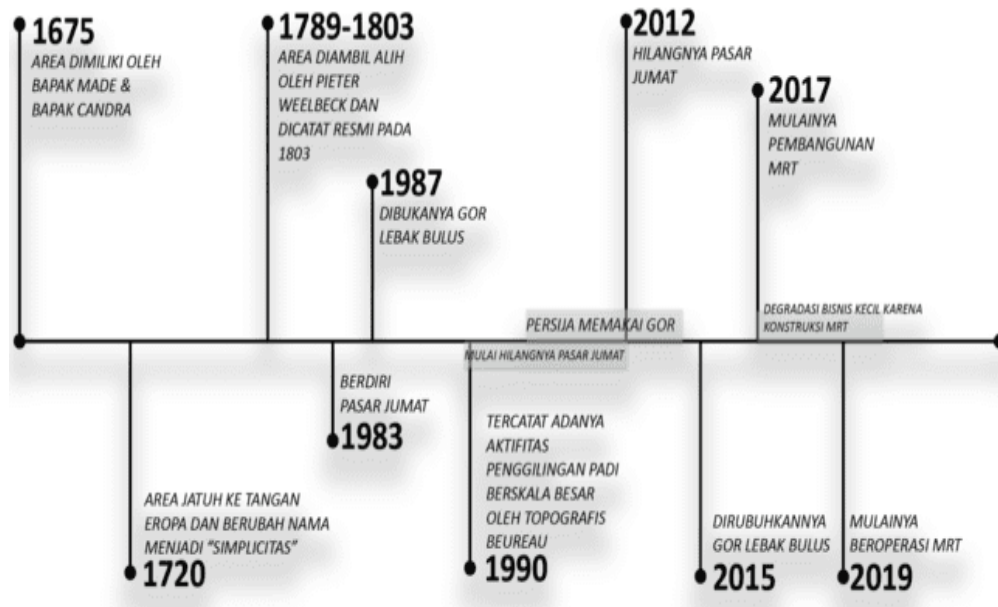 1675
AREA DIMILIKI OLEH
BAPAK MADE &
BAPAK CANDRA
1789-1803
AREA DIAMBIL ALIH
OLEH PIETER
WEELBECK DAN
DICATAT RESMI PADA
1803
1987
DIBUKANYA GOR
LEBAK BULUS
2012
HILANGNYA PASAR
JUMAT
2017
MULAINYA
PEMBANGUNAN
MRT
PERSIJA MEMAKAI GOR
DEGRADASI BISNIS KECIL KARENA
KONSTRUKSI MRT
MULAI HILANGNYA PASAR JUMAT
AREA JATUH KE TANGAN
EROPA DAN BERUBAH NAMA
MENJADI "SIMPLICITAS"
1720
BERDIRI
PASAR JUMAT
1983
TERCATAT ADANYA
AKTIFITAS
PENGGILINGAN PADI
BERSKALA BESAR
OLEH TOPOGRAFIS
BEUREAU
1990
DIRUBUHKANNYA
GOR LEBAK BULUS
2015
MULAINYA
BEROPERASI MRT
2019